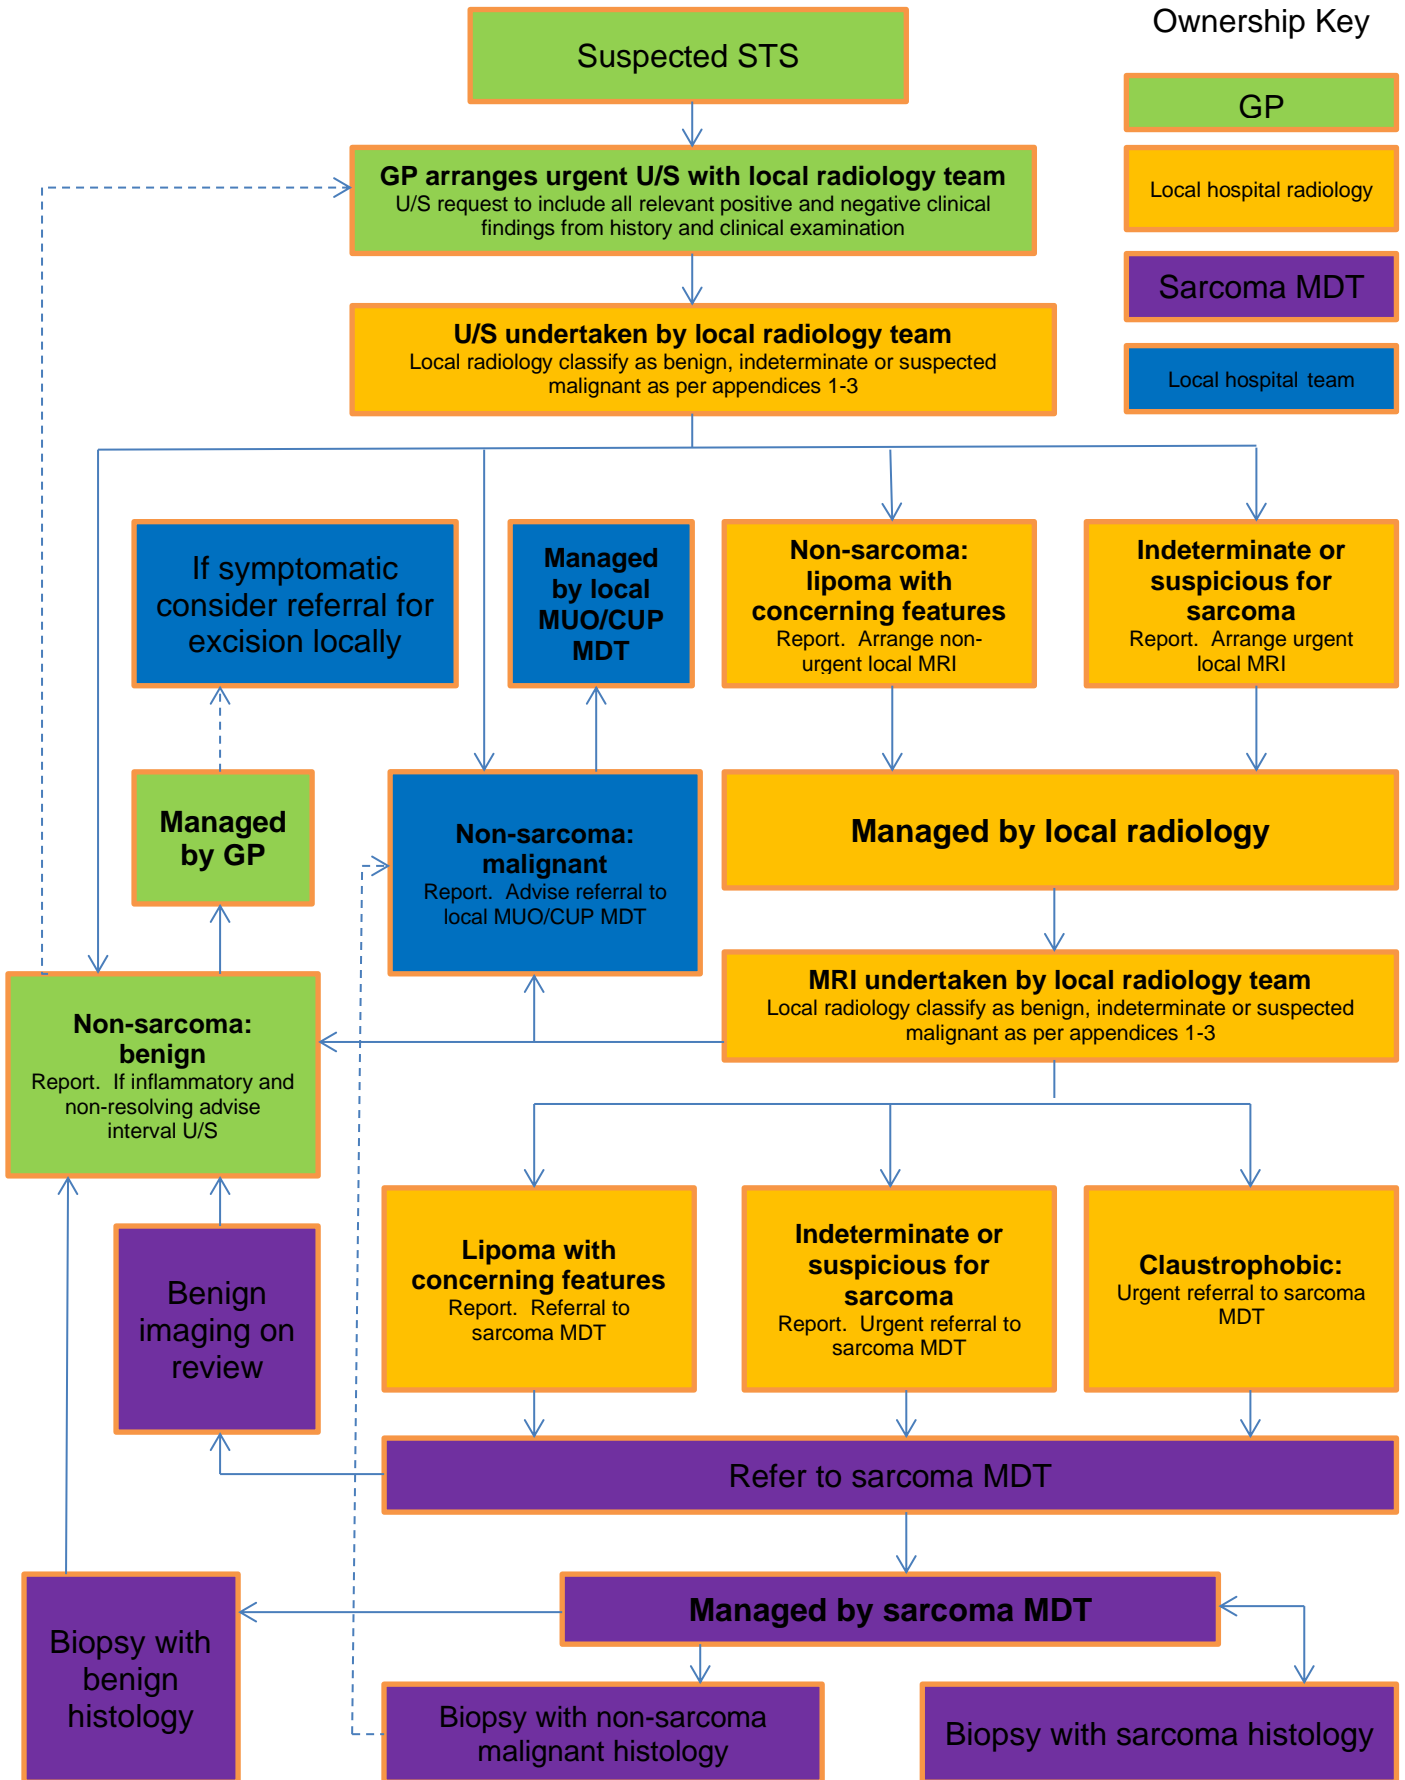 Ownership Key
Suspected STS
GP
GP arranges urgent U/S with local radiology team
U/S request to include all relevant positive and negative clinical
findings from history and clinical examination
Local hospital radiology
Sarcoma MDT
U/S undertaken by local radiology team
Local radiology classify as benign, indeterminate or suspected
malignant as per appendices 1-3
Local hospital team
If symptomatic
consider referral for
excision locally
Managed
by local
MUO/CUP
MDT
Non-sarcoma:
lipoma with
concerning features
Report. Arrange non-
urgent local MRI
Indeterminate or
suspicious for
sarcoma
Report. Arrange urgent
local MRI
Managed
by GP
Non-sarcoma:
malignant
Report. Advise referral to
local MUO/CUP MDT
Managed by local radiology
MRI undertaken by local radiology team
Local radiology classify as benign, indeterminate or suspected
malignant as per appendices 1-3
Non-sarcoma:
benign
Report. If inflammatory and
non-resolving advise
interval U/S
Lipoma with
concerning features
Report. Referral to
sarcoma MDT
Indeterminate or
suspicious for
sarcoma
Report. Urgent referral to
sarcoma MDT
Claustrophobic:
Urgent referral to sarcoma
MDT
Benign
imaging on
review
Refer to sarcoma MDT
Managed by sarcoma MDT
Biopsy with
benign
histology
Biopsy with non-sarcoma
malignant histology
Biopsy with sarcoma histology